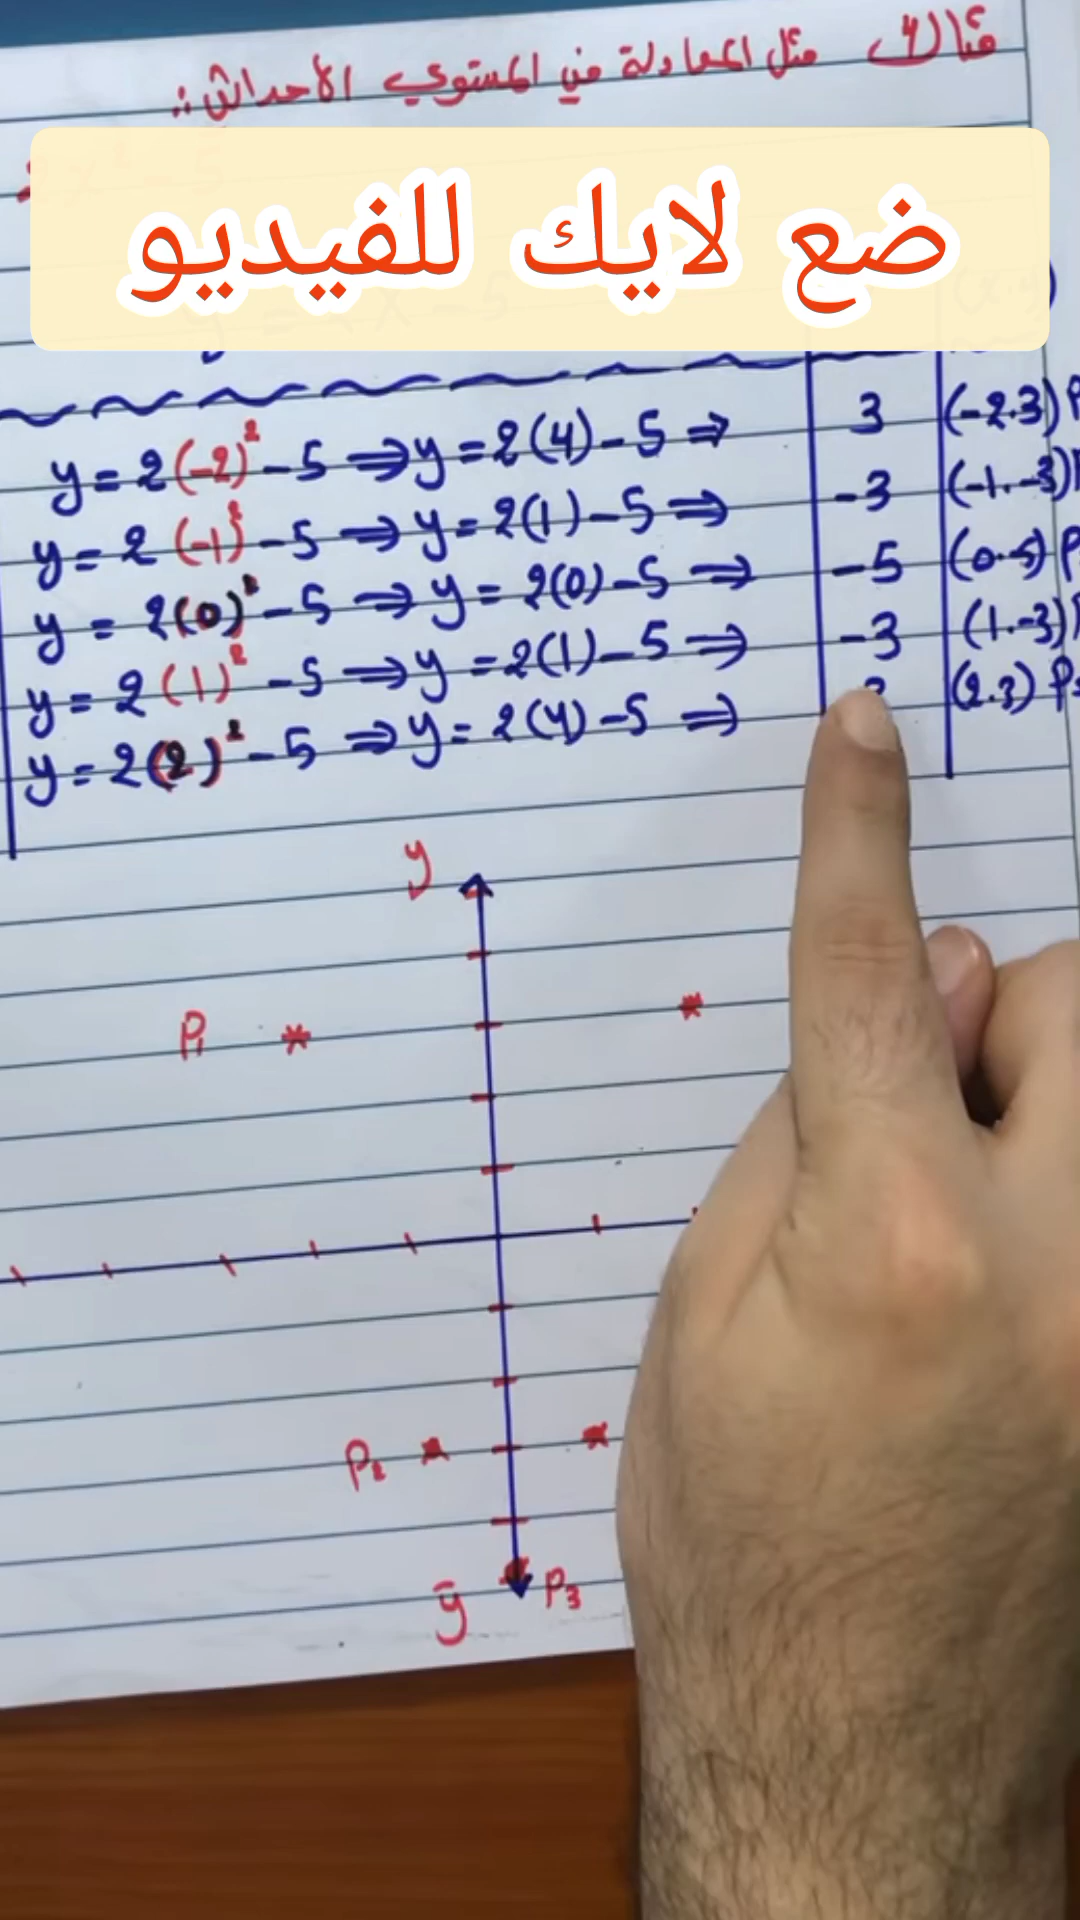 مثال مثل المعادلة في المستوي الاحداثي :.
ضع لايك للفيديو
y = 2(-2)² - 5 ⇒ y = 2(4) - 5 ⇒ 3 (-2.3) P
y = 2(-1)² - 5 ⇒ y = 2(1) - 5 ⇒ -3 (-1.-3)
y = 2(0)² - 5 ⇒ y = 2(0) - 5 ⇒ -5 (0.-5) P
y = 2(1)² - 5 ⇒ y = 2(1) - 5 ⇒ -3 (1.-3)
y = 2(2)² - 5 ⇒ y = 2(4) - 5 ⇒ (2.3) P
y
P₁
P₂
ȳ P₃